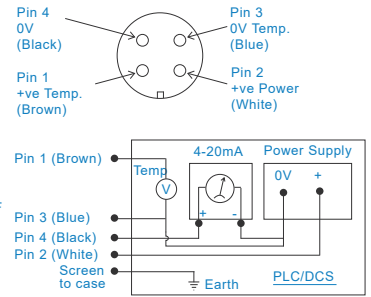 Pin 4
0V
(Black)
Pin 3
0V Temp.
(Blue)
Pin 1
+ve Temp.
(Brown)
Pin 2
+ve Power
(White)
Pin 1 (Brown)
Temp
V
4-20mA
+
-
Power Supply
0V
+
Pin 3 (Blue)
Pin 4 (Black)
Pin 2 (White)
Screen
to case
Earth
PLC/DCS